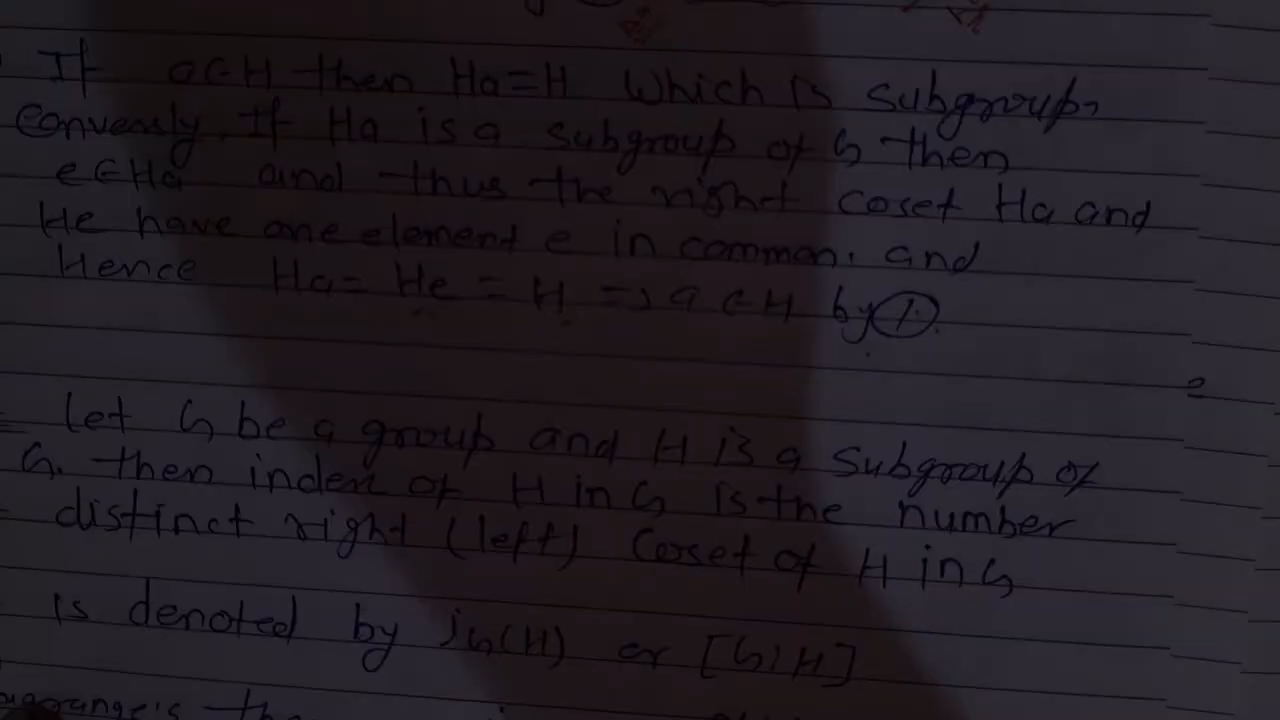 If a∈H then Ha=H which is subgroup,
Conversly. If Ha is a subgroup of G then
e∈Ha and thus the right coset Ha and
He have one element e in common. and
Hence Ha = He = H => a∈H by ①.
Let G be a group and H is a subgroup of
G. then index of H in G is the number
distinct right (left) Coset of H in G
is denoted by iG(H) or [G:H]